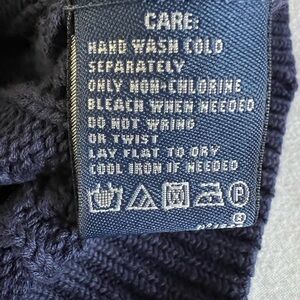 CARE:
HAND WASH COLD
SEPARATELY
ONLY NON-CHLORINE
BLEACH WHEN NEEDED
DO NOT WRING
OR TWIST
LAY FLAT TO DRY
COOL IRON IF NEEDED
P